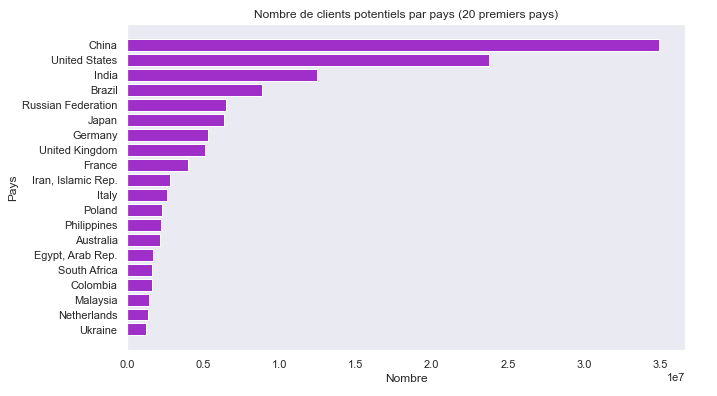 Nombre de clients potentiels par pays (20 premiers pays)
China
United States
India
Brazil
Russian Federation
Japan
Germany
United Kingdom
France
Iran, Islamic Rep.
Italy
Poland
Philippines
Australia
Egypt, Arab Rep.
South Africa
Colombia
Malaysia
Netherlands
Ukraine
Pays
0.0 0.5 1.0 1.5 2.0 2.5 3.0 3.5
1e7
Nombre